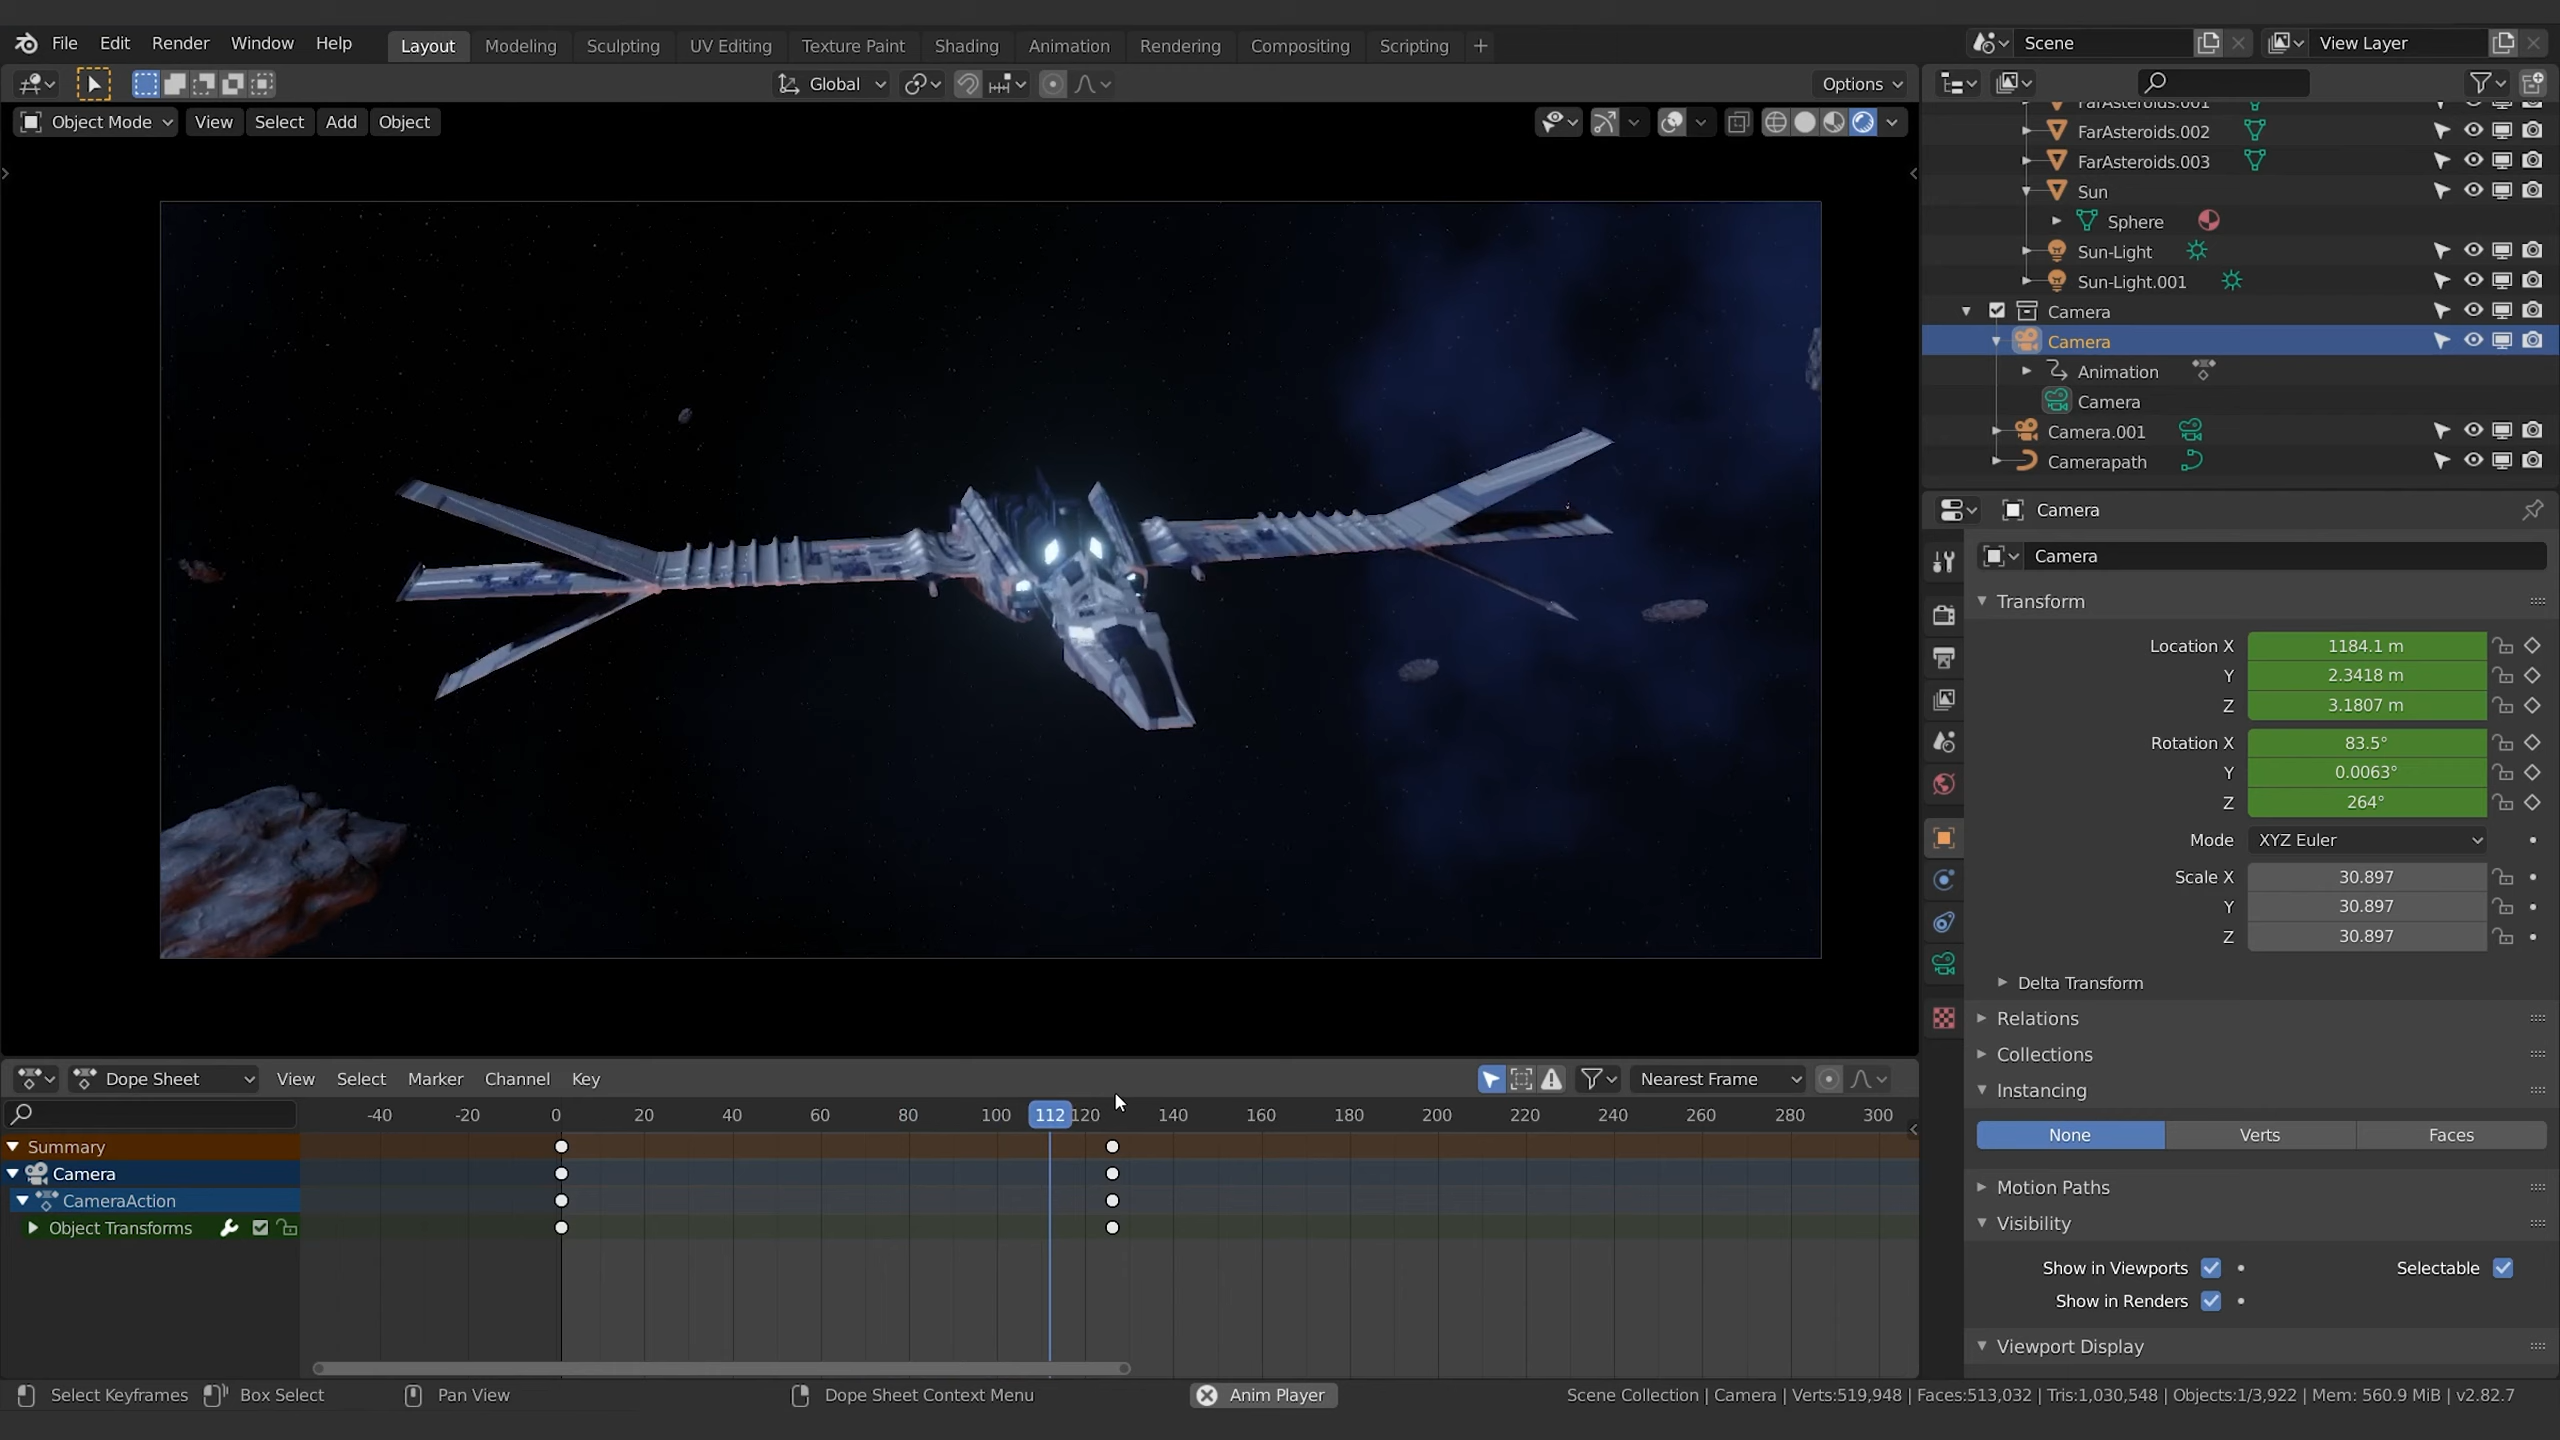 File Edit Render Window Help Layout Modeling Sculpting UV Editing Texture Paint Shading Animation Rendering Compositing Scripting + Scene View Layer
Global Options
Object Mode View Select Add Object
FarAsteroids.001
FarAsteroids.002
FarAsteroids.003
Sun
Sphere
Sun-Light
Sun-Light.001
Camera
Camera
Animation
Camera
Camera.001
Camerapath
Camera
Camera
Transform
Location X 1184.1 m
Y 2.3418 m
Z 3.1807 m
Rotation X 83.5°
Y 0.0063°
Z 264°
Mode XYZ Euler
Scale X 30.897
Y 30.897
Z 30.897
Delta Transform
Relations
Collections
Instancing
None Verts Faces
Motion Paths
Visibility
Show in Viewports Selectable
Show in Renders
Viewport Display
Dope Sheet View Select Marker Channel Key Nearest Frame
-40 -20 0 20 40 60 80 100 112 120 140 160 180 200 220 240 260 280 300
Summary
Camera
CameraAction
Object Transforms
Select Keyframes Box Select Pan View Dope Sheet Context Menu Anim Player Scene Collection | Camera | Verts:519,948 | Faces:513,032 | Tris:1,030,548 | Objects:1/3,922 | Mem: 560.9 MiB | v2.82.7